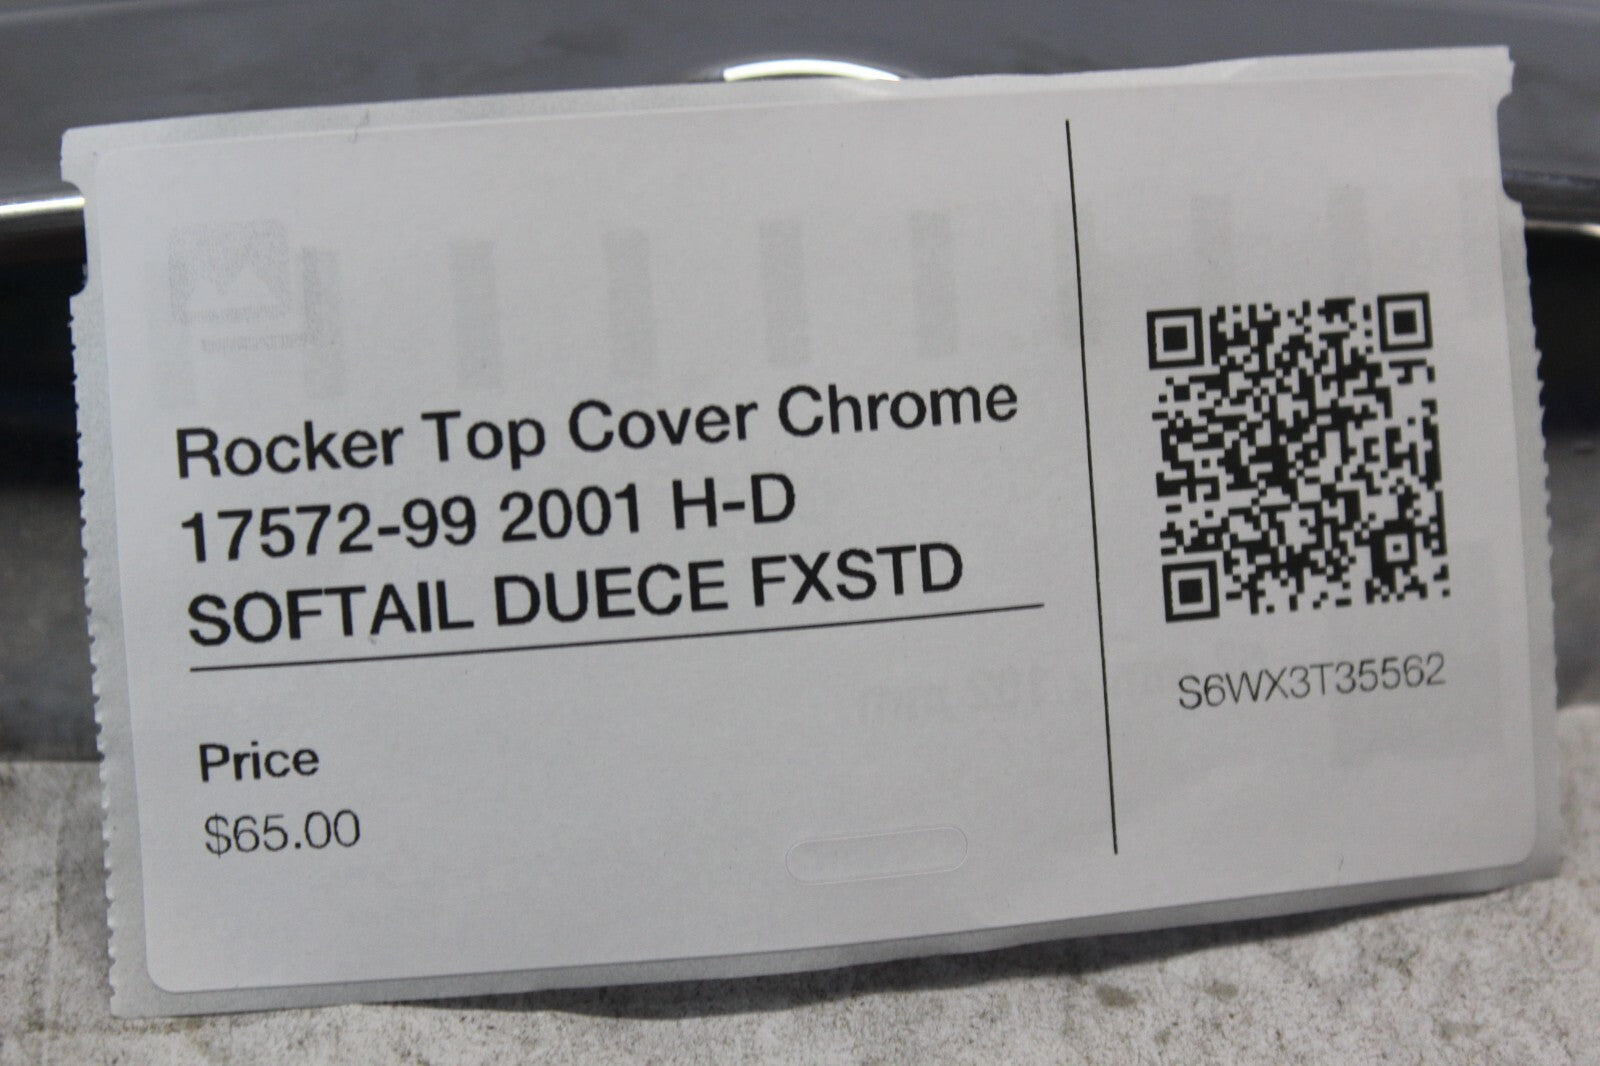 Rocker Top Cover Chrome
17572-99 2001 H-D
SOFTAIL DUECE FXSTD
Price
$65.00
S6WX3T35562